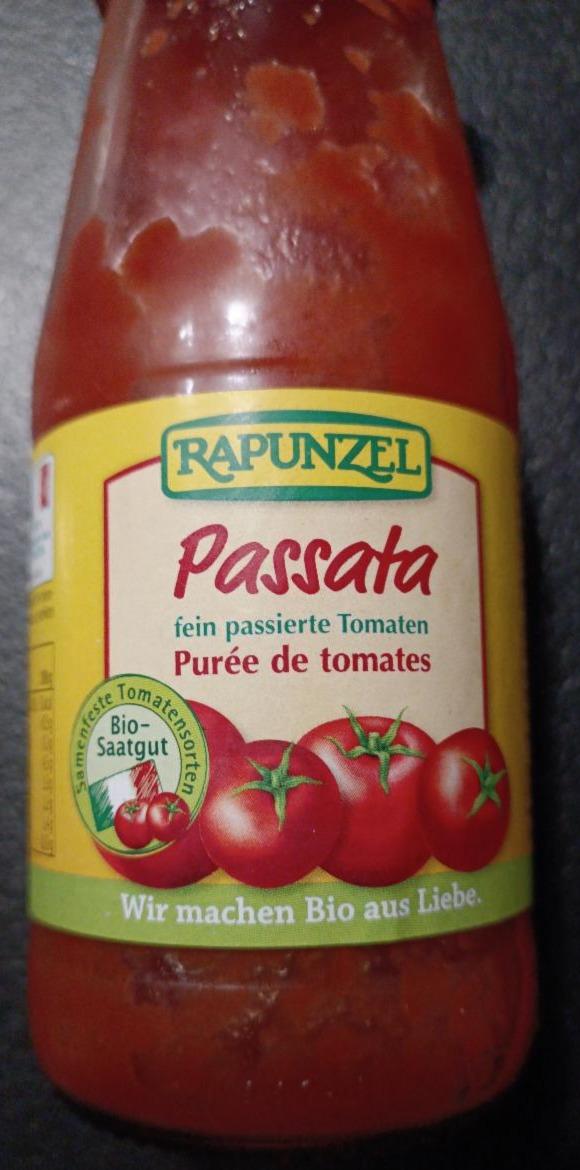 RAPUNZEL
Passata
fein passierte Tomaten
Purée de tomates
Samenfeste Tomatensorten
Bio-
Saatgut
Wir machen Bio aus Liebe.